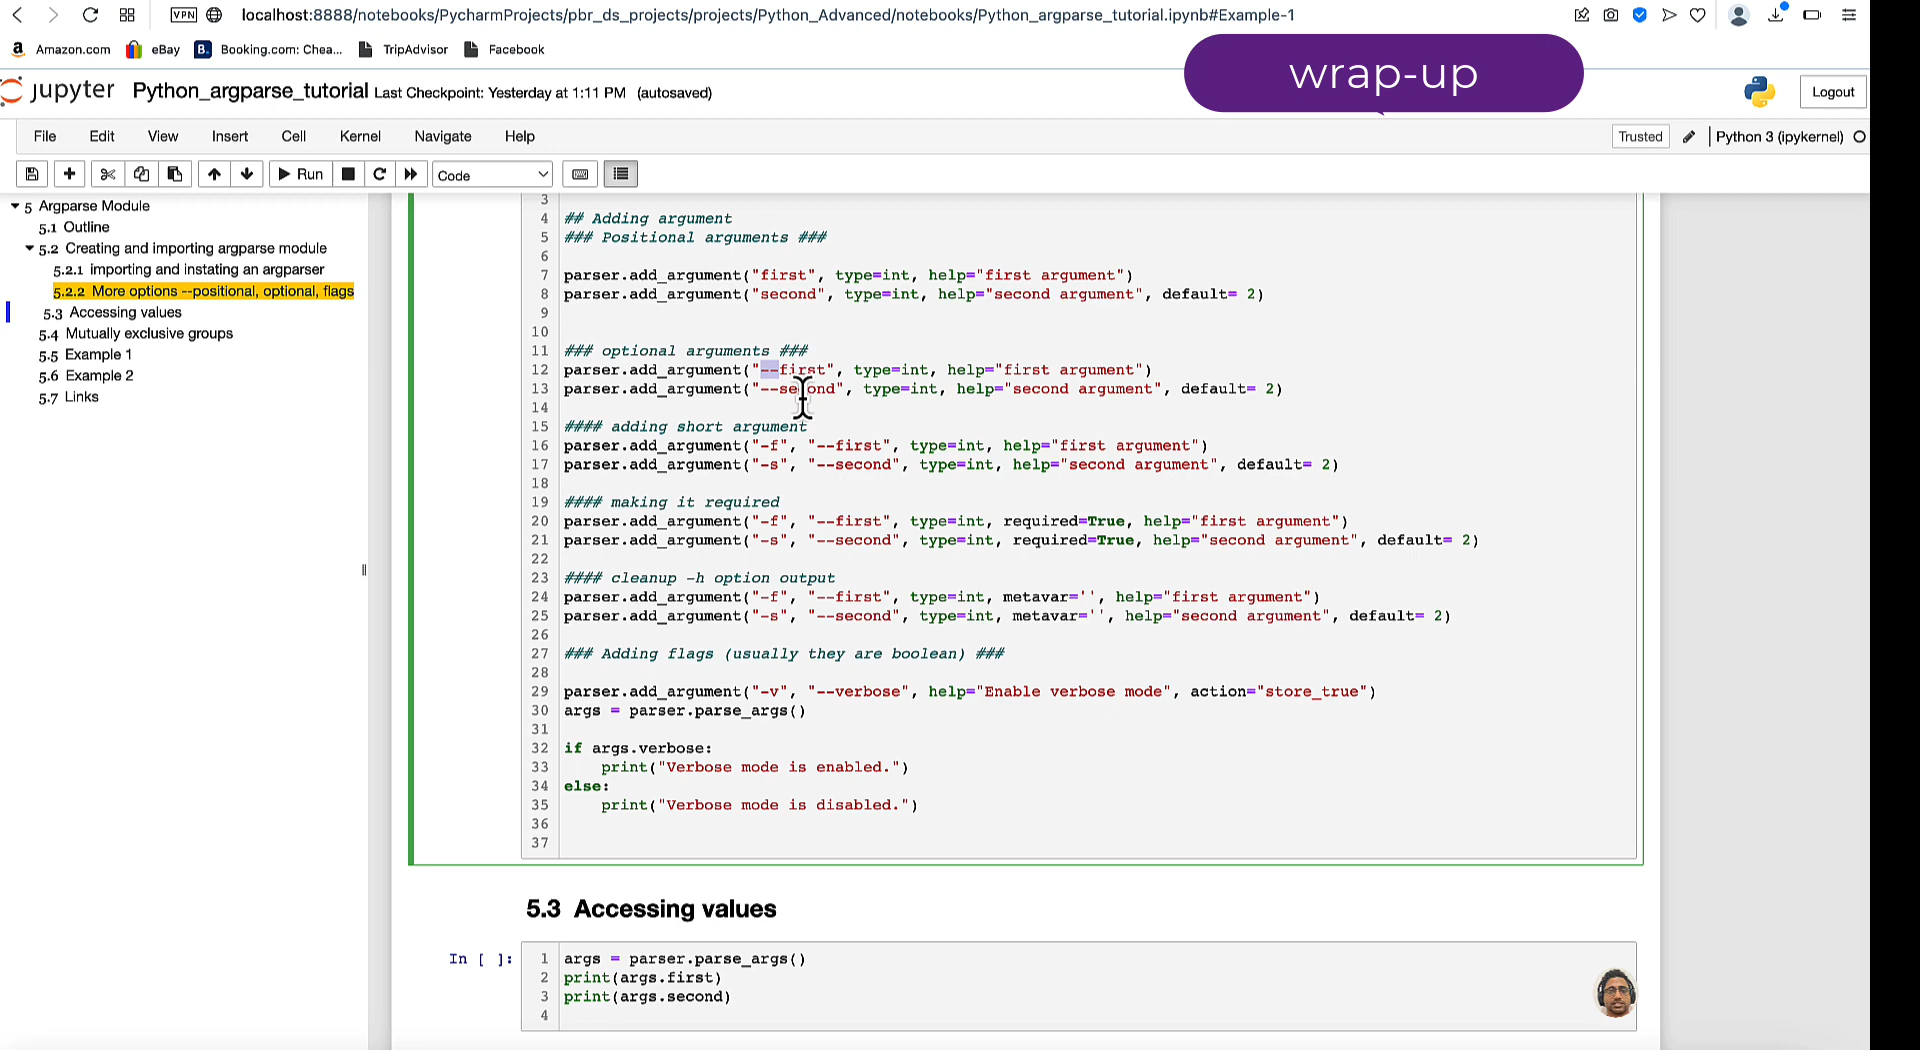 VPN localhost:8888/notebooks/PycharmProjects/pbr_ds_projects/projects/Python_Advanced/notebooks/Python_argparse_tutorial.ipynb#Example-1
Amazon.com eBay B. Booking.com: Chea... TripAdvisor Facebook
wrap-up
jupyter Python_argparse_tutorial Last Checkpoint: Yesterday at 1:11 PM (autosaved) Logout
File Edit View Insert Cell Kernel Navigate Help Trusted Python 3 (ipykernel)
Run Code
5 Argparse Module
5.1 Outline
5.2 Creating and importing argparse module
5.2.1 importing and instating an argparser
5.2.2 More options --positional, optional, flags
5.3 Accessing values
5.4 Mutually exclusive groups
5.5 Example 1
5.6 Example 2
5.7 Links
3
4 ## Adding argument
5 ### Positional arguments ###
6
7 parser.add_argument("first", type=int, help="first argument")
8 parser.add_argument("second", type=int, help="second argument", default= 2)
9
10
11 ### optional arguments ###
12 parser.add_argument("--first", type=int, help="first argument")
13 parser.add_argument("--second", type=int, help="second argument", default= 2)
14
15 #### adding short argument
16 parser.add_argument("-f", "--first", type=int, help="first argument")
17 parser.add_argument("-s", "--second", type=int, help="second argument", default= 2)
18
19 #### making it required
20 parser.add_argument("-f", "--first", type=int, required=True, help="first argument")
21 parser.add_argument("-s", "--second", type=int, required=True, help="second argument", default= 2)
22
23 #### cleanup -h option output
24 parser.add_argument("-f", "--first", type=int, metavar='', help="first argument")
25 parser.add_argument("-s", "--second", type=int, metavar='', help="second argument", default= 2)
26
27 ### Adding flags (usually they are boolean) ###
28
29 parser.add_argument("-v", "--verbose", help="Enable verbose mode", action="store_true")
30 args = parser.parse_args()
31
32 if args.verbose:
33 print("Verbose mode is enabled.")
34 else:
35 print("Verbose mode is disabled.")
36
37
5.3 Accessing values
In [ ]: 1 args = parser.parse_args()
2 print(args.first)
3 print(args.second)
4